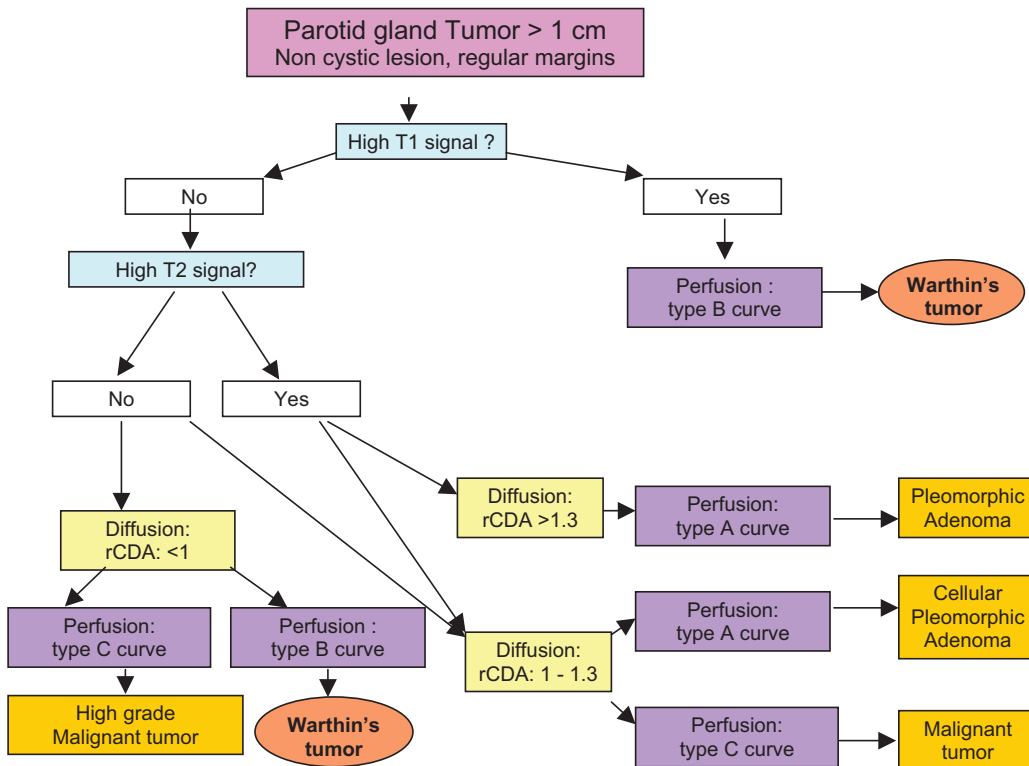 Parotid gland Tumor > 1 cm
Non cystic lesion, regular margins
High T1 signal ?
No
Yes
High T2 signal?
Perfusion :
type B curve
Warthin's
tumor
No
Yes
Diffusion:
rCDA >1.3
Perfusion:
type A curve
Pleomorphic
Adenoma
Diffusion:
rCDA: <1
Perfusion:
type C curve
Perfusion :
type B curve
Diffusion:
rCDA: 1 - 1.3
Perfusion:
type A curve
Cellular
Pleomorphic
Adenoma
High grade
Malignant tumor
Warthin's
tumor
Perfusion:
type C curve
Malignant
tumor